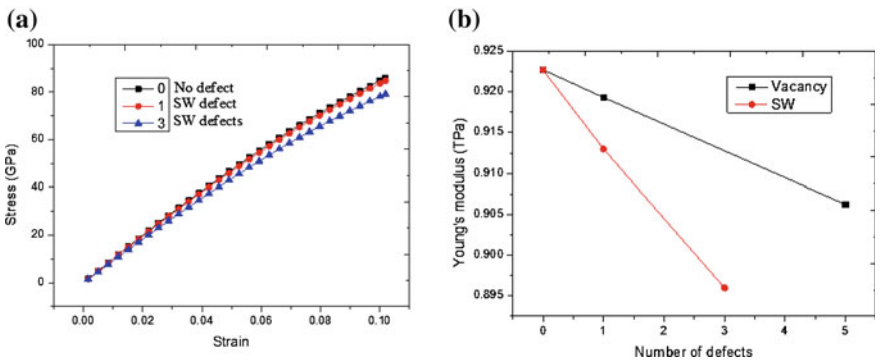 (a)
100
80
60
40
20
0
0.00 0.02 0.04 0.06 0.08 0.10
Stress (GPa)
Strain
0 No defect
1 SW defect
3 SW defects
(b)
0.925
0.920
0.915
0.910
0.905
0.900
0.895
0 1 2 3 4 5
Young's modulus (TPa)
Number of defects
Vacancy
SW